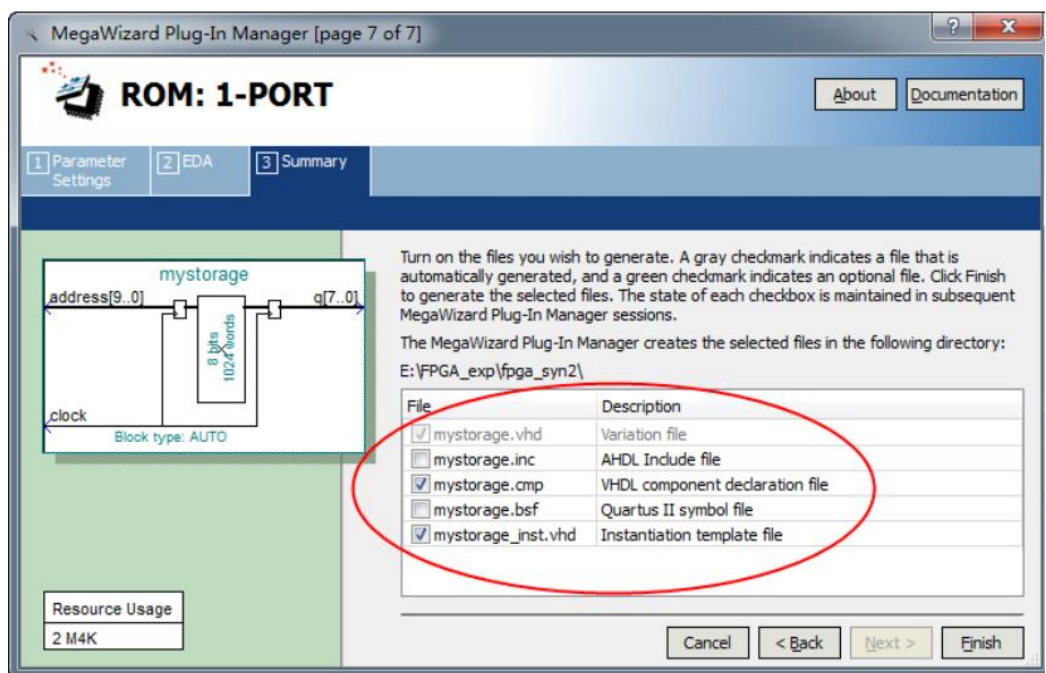 MegaWizard Plug-In Manager [page 7 of 7]
ROM: 1-PORT
About
Documentation
1 Parameter
Settings
2 EDA
3 Summary
mystorage
address[9..0]
q[7..0]
8 bits
1024 words
clock
Block type: AUTO
Turn on the files you wish to generate. A gray checkmark indicates a file that is
automatically generated, and a green checkmark indicates an optional file. Click Finish
to generate the selected files. The state of each checkbox is maintained in subsequent
MegaWizard Plug-In Manager sessions.
The MegaWizard Plug-In Manager creates the selected files in the following directory:
E:\FPGA_exp\fpga_syn2\
File Description
mystorage.vhd Variation file
mystorage.inc AHDL Include file
mystorage.cmp VHDL component declaration file
mystorage.bsf Quartus II symbol file
mystorage_inst.vhd Instantiation template file
Resource Usage
2 M4K
Cancel
< Back
Next >
Finish